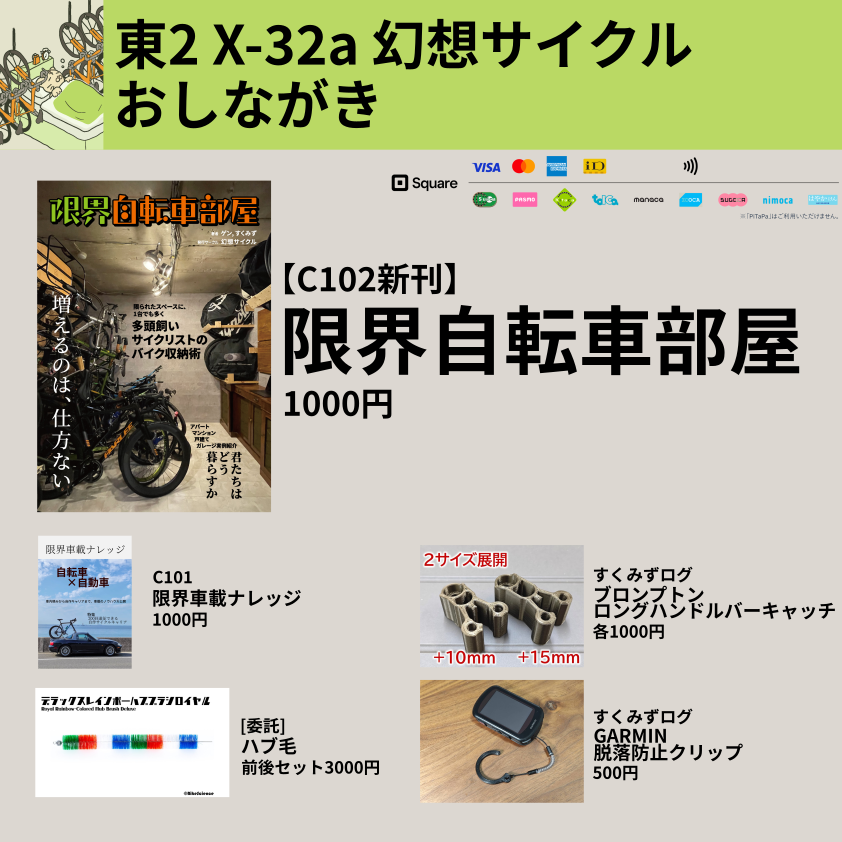 東2 X-32a 幻想サイクル
おしながき
Square
VISA
iD
PASMO
manaca
SUGOCA
nimoca
※「PiTaPa」はご利用いただけません。
限界自転車部屋
ゲン,すくみず
幻想サイクル
限られたスペースに、
1台でも多く
多頭飼い
サイクリストの
バイク収納術
増えるのは、仕方ない
アパート
マンション
戸建て
ガレージ実例紹介
君たちは
どう
暮らすか
【C102新刊】
限界自転車部屋
1000円
限界車載ナレッジ
自転車
×自動車
C101
限界車載ナレッジ
1000円
2サイズ展開
+10mm +15mm
すくみずログ
ブロンプトン
ロングハンドルバーキャッチ
各1000円
デラックスレインボーハブブラシロイヤル
Royal Rainbow-Colored Hub Brush Deluxe
©BikeScience
[委託]
ハブ毛
前後セット3000円
すくみずログ
GARMIN
脱落防止クリップ
500円